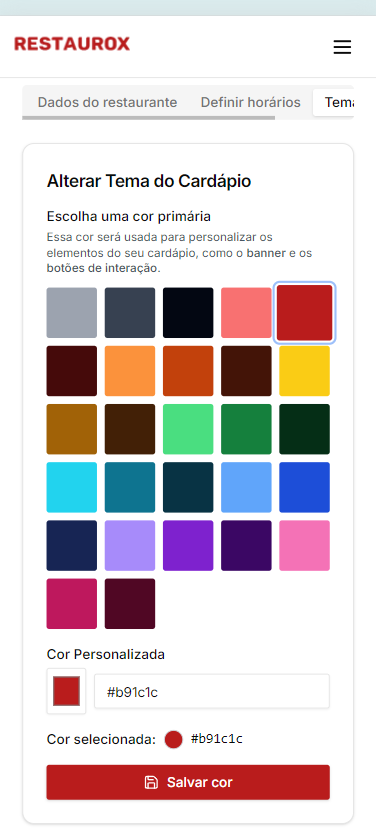 RESTAUROX
Dados do restaurante Definir horários Tema
Alterar Tema do Cardápio
Escolha uma cor primária
Essa cor será usada para personalizar os
elementos do seu cardápio, como o banner e os
botões de interação.
Cor Personalizada
#b91c1c
Cor selecionada: #b91c1c
Salvar cor